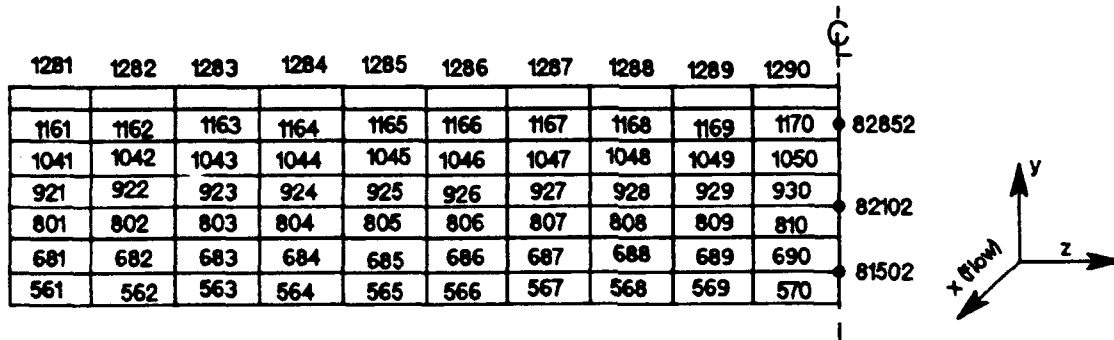 ℄
1281 1282 1283 1284 1285 1286 1287 1288 1289 1290
1161 1162 1163 1164 1165 1166 1167 1168 1169 1170 82852
1041 1042 1043 1044 1045 1046 1047 1048 1049 1050
921 922 923 924 925 926 927 928 929 930
801 802 803 804 805 806 807 808 809 810 82102
681 682 683 684 685 686 687 688 689 690
561 562 563 564 565 566 567 568 569 570 81502
y
z
x (flow)